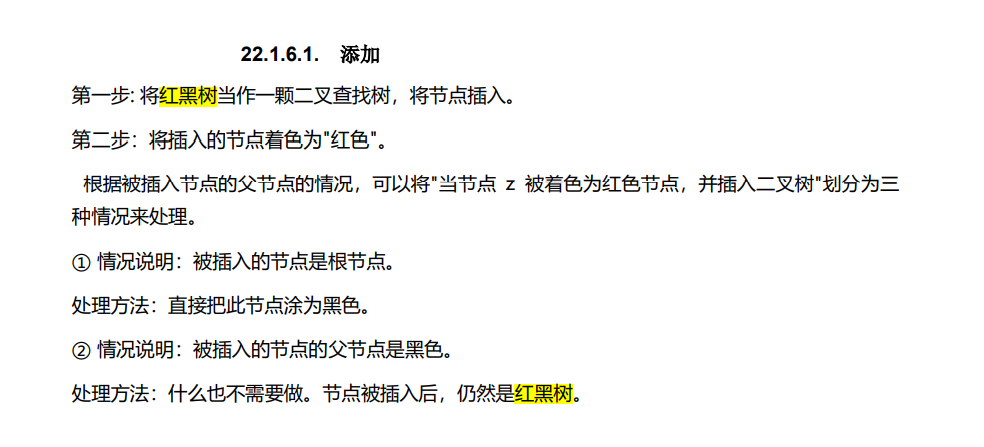 22.1.6.1. 添加
第一步: 将红黑树当作一颗二叉查找树，将节点插入。
第二步：将插入的节点着色为"红色"。
根据被插入节点的父节点的情况，可以将"当节点 z 被着色为红色节点，并插入二叉树"划分为三
种情况来处理。
① 情况说明：被插入的节点是根节点。
处理方法：直接把此节点涂为黑色。
② 情况说明：被插入的节点的父节点是黑色。
处理方法：什么也不需要做。节点被插入后，仍然是红黑树。